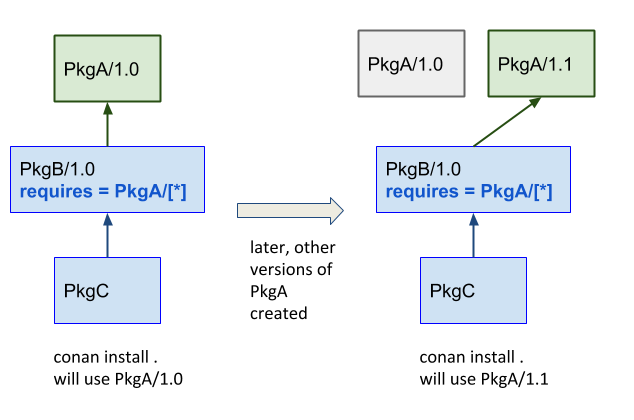 PkgA/1.0
PkgB/1.0
requires = PkgA/[*]
PkgC
conan install .
will use PkgA/1.0
later, other
versions of
PkgA
created
PkgA/1.0
PkgA/1.1
PkgB/1.0
requires = PkgA/[*]
PkgC
conan install .
will use PkgA/1.1